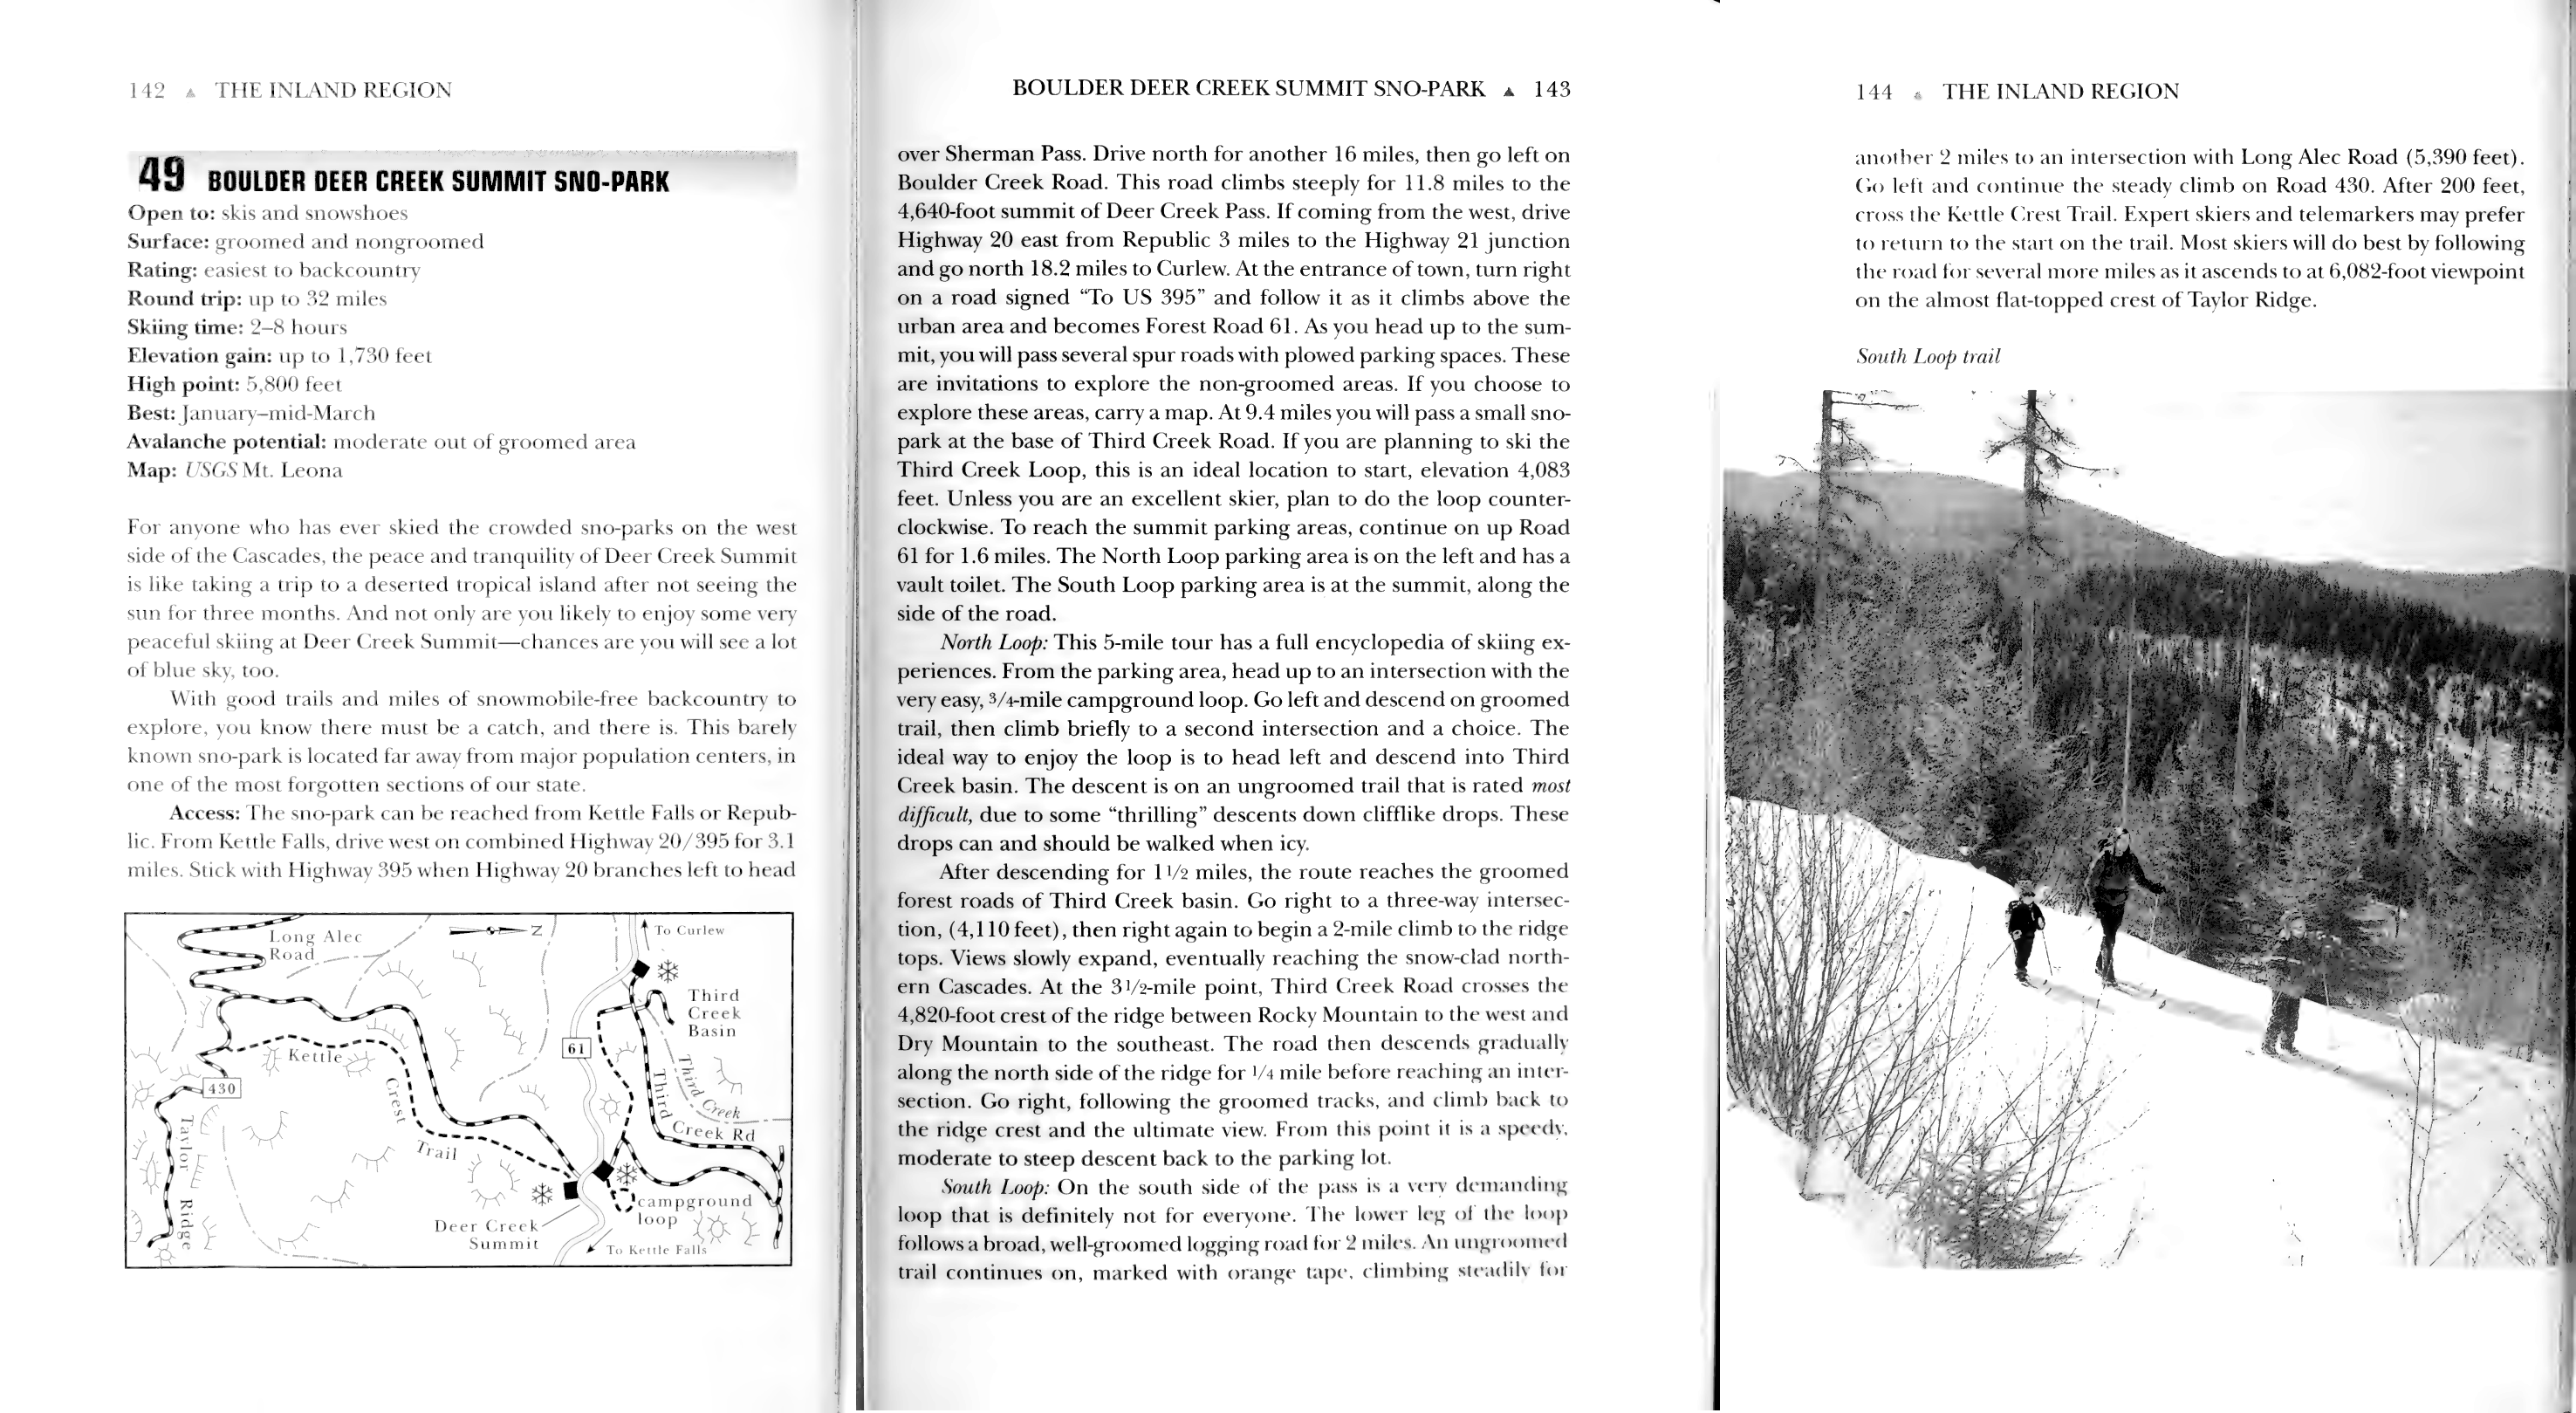 142 ▲ THE INLAND REGION
49 BOULDER DEER CREEK SUMMIT SNO-PARK
Open to: skis and snowshoes
Surface: groomed and nongroomed
Rating: easiest to backcountry
Round trip: up to 32 miles
Skiing time: 2–8 hours
Elevation gain: up to 1,730 feet
High point: 5,800 feet
Best: January–mid-March
Avalanche potential: moderate out of groomed area
Map: USGS Mt. Leona
For anyone who has ever skied the crowded sno-parks on the west
side of the Cascades, the peace and tranquility of Deer Creek Summit
is like taking a trip to a deserted tropical island after not seeing the
sun for three months. And not only are you likely to enjoy some very
peaceful skiing at Deer Creek Summit—chances are you will see a lot
of blue sky, too.
With good trails and miles of snowmobile-free backcountry to
explore, you know there must be a catch, and there is. This barely
known sno-park is located far away from major population centers, in
one of the most forgotten sections of our state.
Access: The sno-park can be reached from Kettle Falls or Repub-
lic. From Kettle Falls, drive west on combined Highway 20/395 for 3.1
miles. Stick with Highway 395 when Highway 20 branches left to head
Long Alec
Road
Z
To Curlew
Third
Creek
Basin
61
Kettle
Crest
Trail
430
Taylor
Ridge
Third Creek
Third
Creek Rd
campground
loop
Deer Creek
Summit
To Kettle Falls
BOULDER DEER CREEK SUMMIT SNO-PARK ▲ 143
over Sherman Pass. Drive north for another 16 miles, then go left on
Boulder Creek Road. This road climbs steeply for 11.8 miles to the
4,640-foot summit of Deer Creek Pass. If coming from the west, drive
Highway 20 east from Republic 3 miles to the Highway 21 junction
and go north 18.2 miles to Curlew. At the entrance of town, turn right
on a road signed “To US 395” and follow it as it climbs above the
urban area and becomes Forest Road 61. As you head up to the sum-
mit, you will pass several spur roads with plowed parking spaces. These
are invitations to explore the non-groomed areas. If you choose to
explore these areas, carry a map. At 9.4 miles you will pass a small sno-
park at the base of Third Creek Road. If you are planning to ski the
Third Creek Loop, this is an ideal location to start, elevation 4,083
feet. Unless you are an excellent skier, plan to do the loop counter-
clockwise. To reach the summit parking areas, continue on up Road
61 for 1.6 miles. The North Loop parking area is on the left and has a
vault toilet. The South Loop parking area is at the summit, along the
side of the road.
North Loop: This 5-mile tour has a full encyclopedia of skiing ex-
periences. From the parking area, head up to an intersection with the
very easy, 3/4-mile campground loop. Go left and descend on groomed
trail, then climb briefly to a second intersection and a choice. The
ideal way to enjoy the loop is to head left and descend into Third
Creek basin. The descent is on an ungroomed trail that is rated most
difficult, due to some “thrilling” descents down clifflike drops. These
drops can and should be walked when icy.
After descending for 1 1/2 miles, the route reaches the groomed
forest roads of Third Creek basin. Go right to a three-way intersec-
tion, (4,110 feet), then right again to begin a 2-mile climb to the ridge
tops. Views slowly expand, eventually reaching the snow-clad north-
ern Cascades. At the 3 1/2-mile point, Third Creek Road crosses the
4,820-foot crest of the ridge between Rocky Mountain to the west and
Dry Mountain to the southeast. The road then descends gradually
along the north side of the ridge for 1/4 mile before reaching an inter-
section. Go right, following the groomed tracks, and climb back to
the ridge crest and the ultimate view. From this point it is a speedy,
moderate to steep descent back to the parking lot.
South Loop: On the south side of the pass is a very demanding
loop that is definitely not for everyone. The lower leg of the loop
follows a broad, well-groomed logging road for 2 miles. An ungroomed
trail continues on, marked with orange tape, climbing steadily for
144 ▲ THE INLAND REGION
another 2 miles to an intersection with Long Alec Road (5,390 feet).
Go left and continue the steady climb on Road 430. After 200 feet,
cross the Kettle Crest Trail. Expert skiers and telemarkers may prefer
to return to the start on the trail. Most skiers will do best by following
the road for several more miles as it ascends to at 6,082-foot viewpoint
on the almost flat-topped crest of Taylor Ridge.
South Loop trail